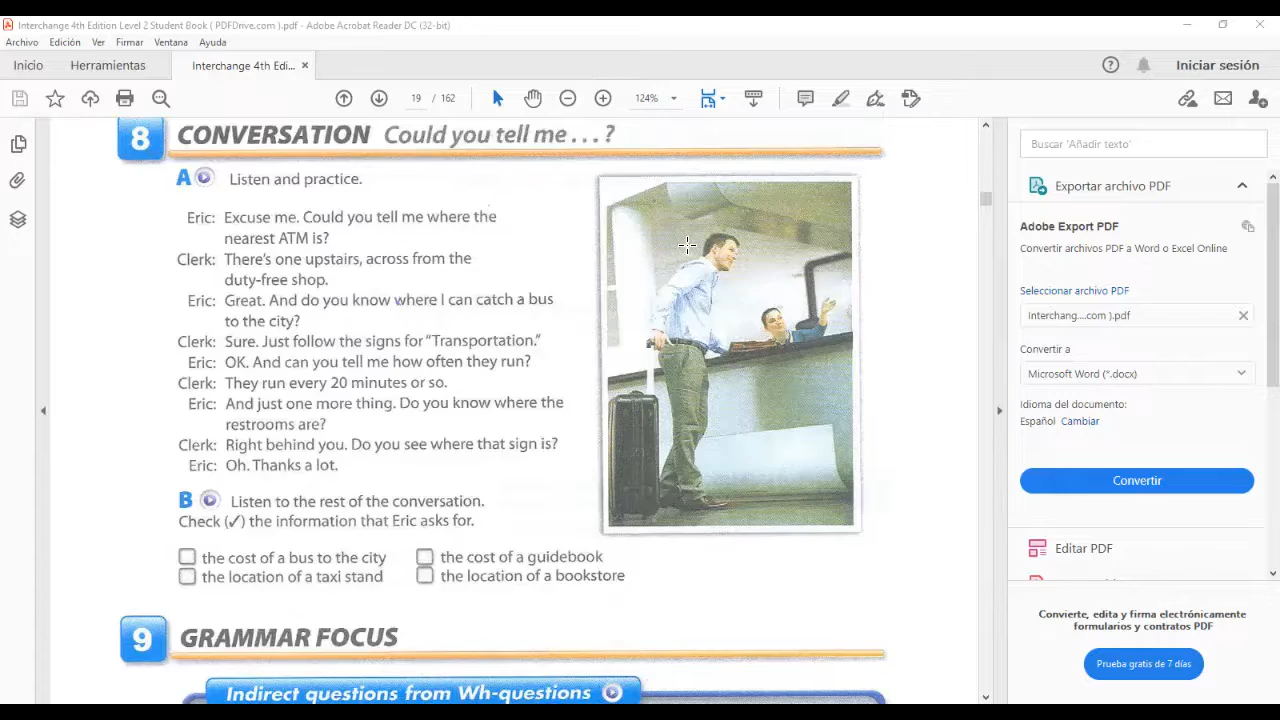 Interchange 4th Edition Level 2 Student Book ( PDFDrive.com ).pdf - Adobe Acrobat Reader DC (32-bit)
Archivo Edición Ver Firmar Ventana Ayuda
Inicio Herramientas Interchange 4th Edi... × Iniciar sesión
19 / 162 124%
8 CONVERSATION Could you tell me . . . ?
A Listen and practice.
Eric: Excuse me. Could you tell me where the
nearest ATM is?
Clerk: There's one upstairs, across from the
duty-free shop.
Eric: Great. And do you know where I can catch a bus
to the city?
Clerk: Sure. Just follow the signs for "Transportation."
Eric: OK. And can you tell me how often they run?
Clerk: They run every 20 minutes or so.
Eric: And just one more thing. Do you know where the
restrooms are?
Clerk: Right behind you. Do you see where that sign is?
Eric: Oh. Thanks a lot.
B Listen to the rest of the conversation.
Check (✓) the information that Eric asks for.
the cost of a bus to the city the cost of a guidebook
the location of a taxi stand the location of a bookstore
9 GRAMMAR FOCUS
Indirect questions from Wh-questions
Buscar 'Añadir texto'
Exportar archivo PDF
Adobe Export PDF
Convertir archivos PDF a Word o Excel Online
Seleccionar archivo PDF
Interchang....com ).pdf
Convertir a
Microsoft Word (*.docx)
Idioma del documento:
Español Cambiar
Convertir
Editar PDF
Convierte, edita y firma electrónicamente
formularios y contratos PDF
Prueba gratis de 7 días